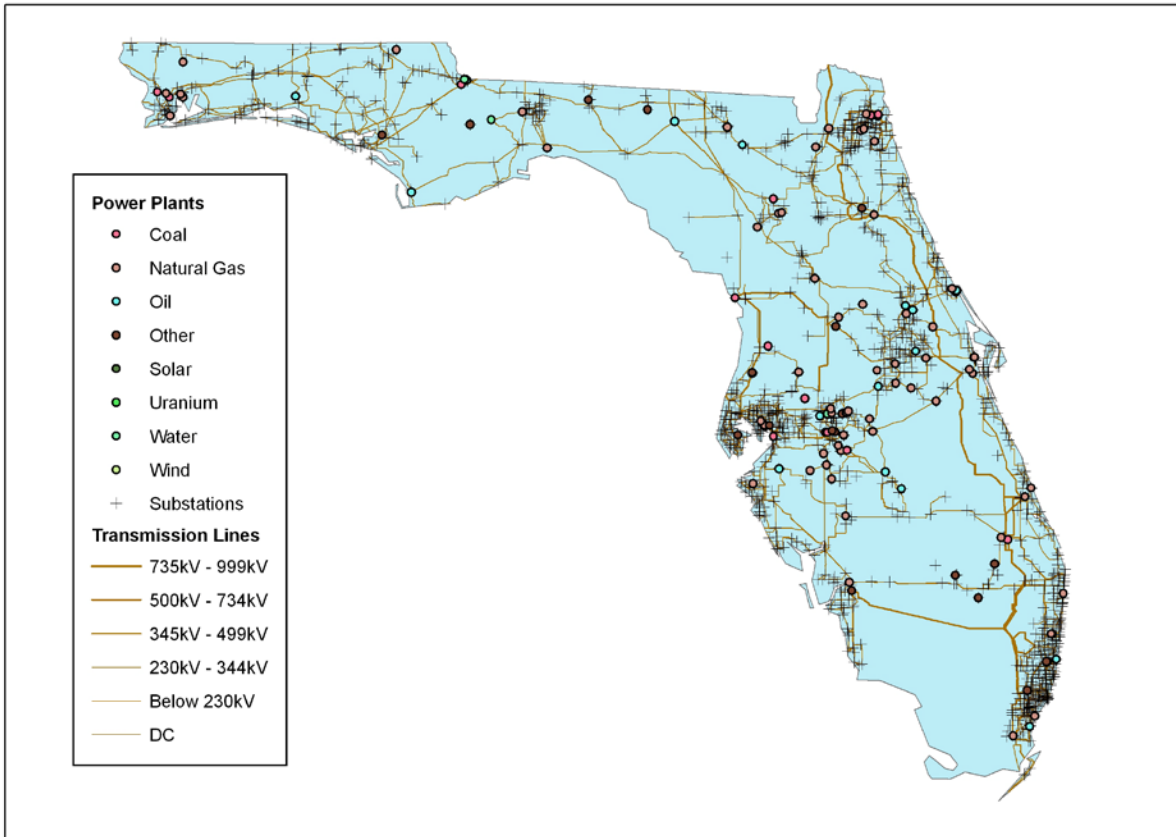 Power Plants
Coal
Natural Gas
Oil
Other
Solar
Uranium
Water
Wind
Substations
Transmission Lines
735kV - 999kV
500kV - 734kV
345kV - 499kV
230kV - 344kV
Below 230kV
DC